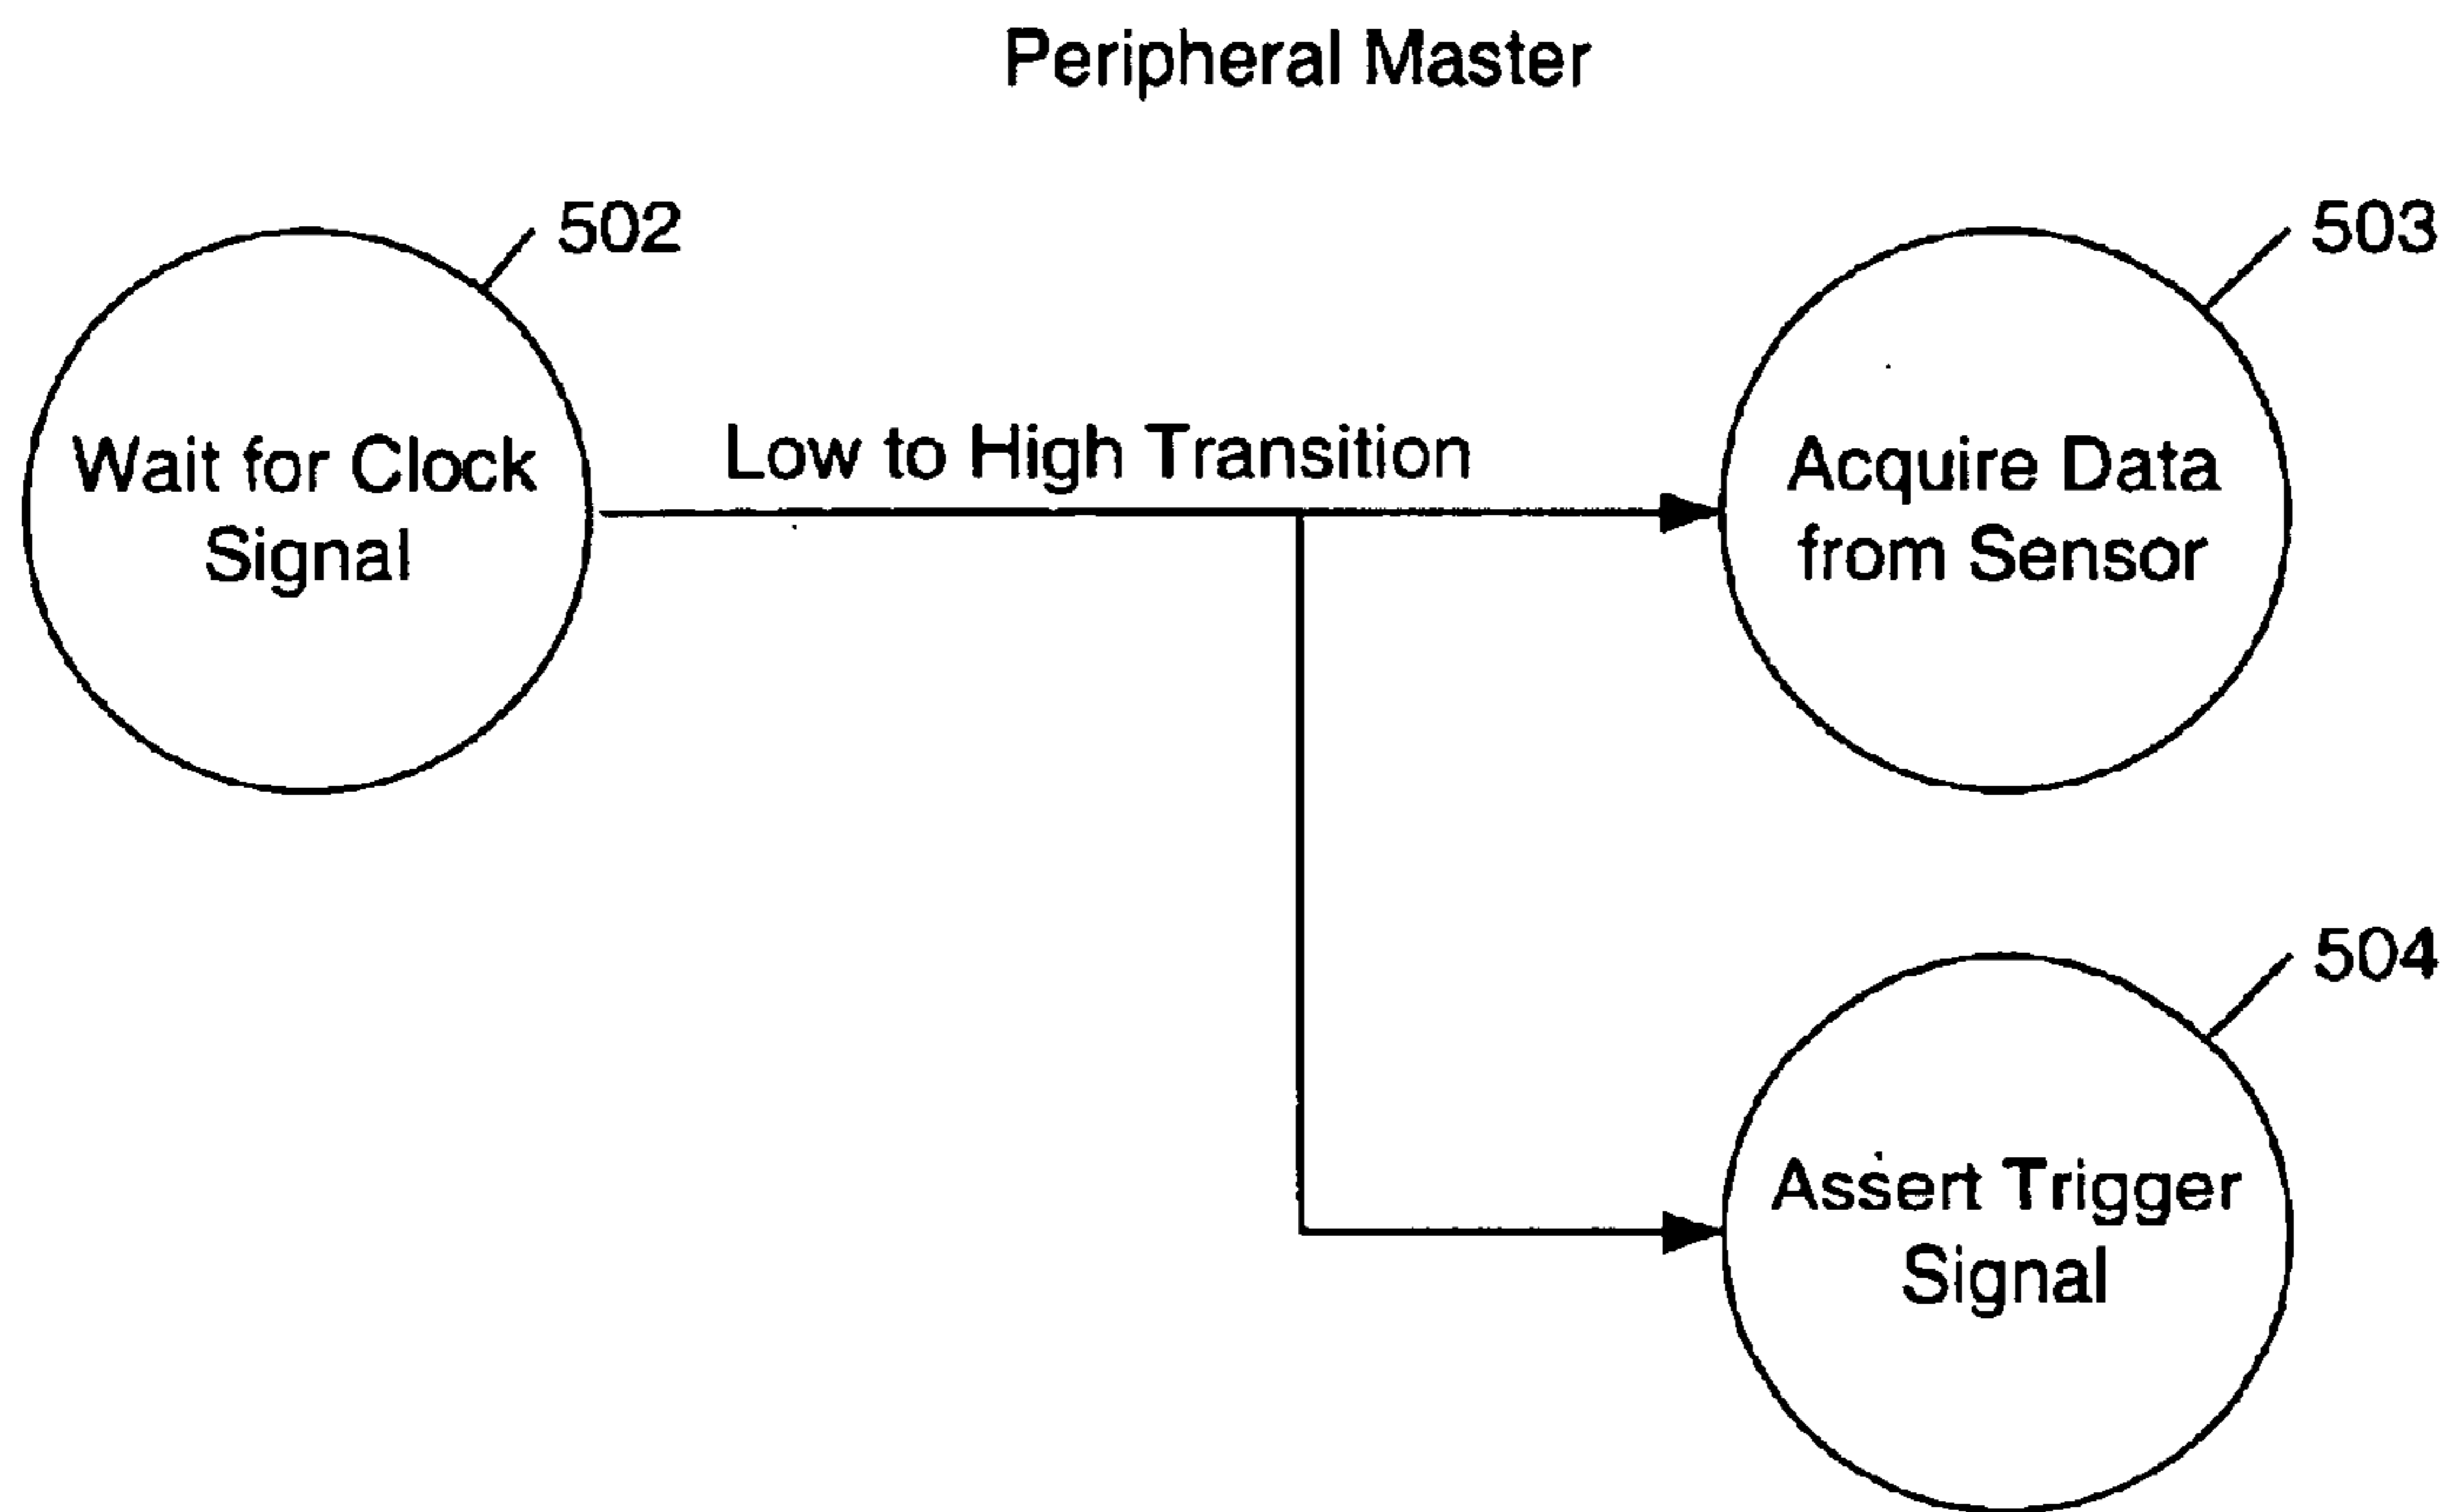 Peripheral Master
502
503
Wait for Clock
Signal
Low to High Transition
Acquire Data
from Sensor
504
Assert Trigger
Signal